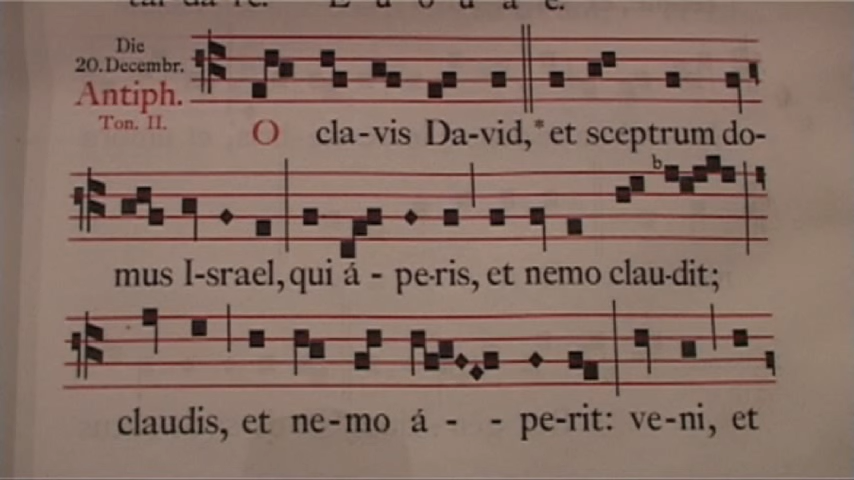 Die
20. Decembr.
Antiph.
Ton. II.
O cla-vis Da-vid,* et sceptrum do-
b
mus I-srael, qui á - pe-ris, et nemo clau-dit;
claudis, et ne-mo á - - pe-rit: ve-ni, et